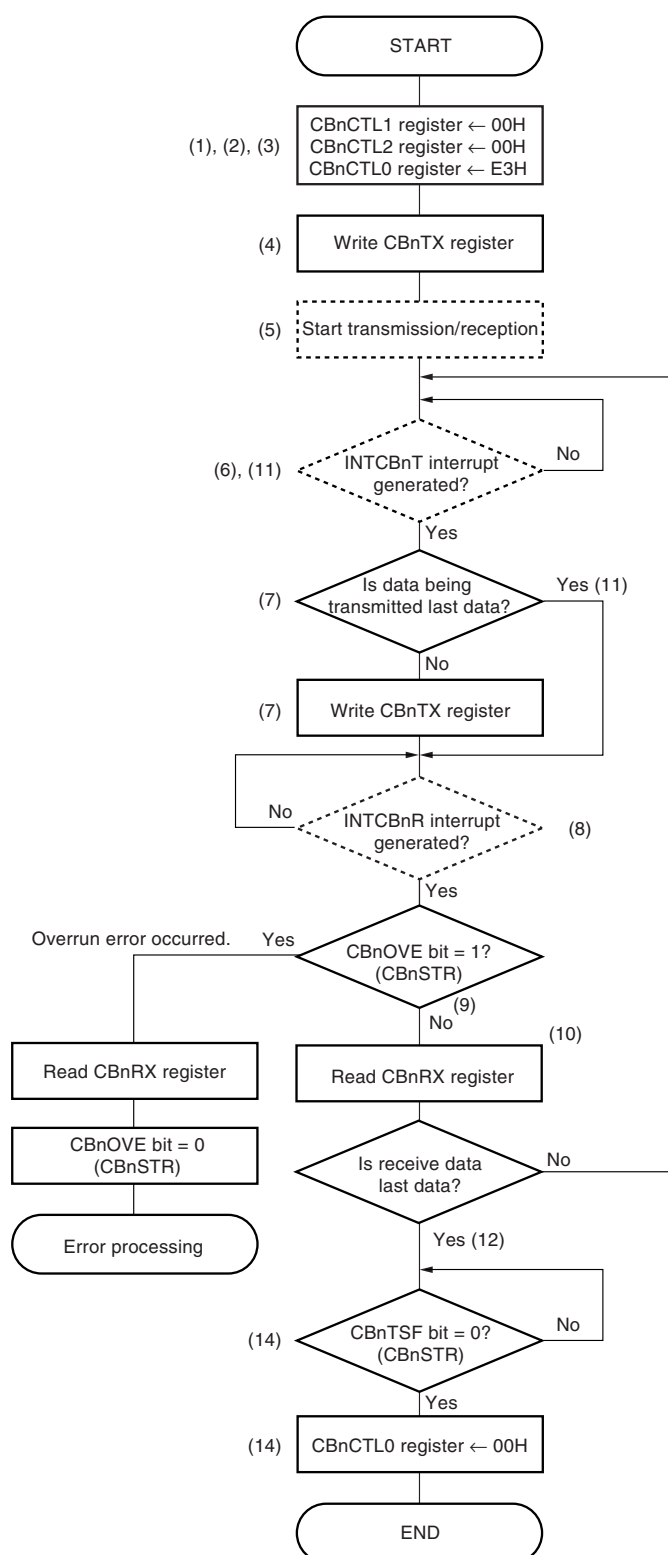 START
(1), (2), (3)
CBnCTL1 register ← 00H
CBnCTL2 register ← 00H
CBnCTL0 register ← E3H
(4)
Write CBnTX register
(5)
Start transmission/reception
(6), (11)
INTCBnT interrupt
generated?
No
Yes
(7)
Is data being
transmitted last data?
Yes (11)
No
(7)
Write CBnTX register
No
INTCBnR interrupt
generated?
(8)
Yes
Overrun error occurred.
Yes
CBnOVE bit = 1?
(CBnSTR)
(9)
No
(10)
Read CBnRX register
Read CBnRX register
CBnOVE bit = 0
(CBnSTR)
Is receive data
last data?
No
Error processing
Yes (12)
(14)
CBnTSF bit = 0?
(CBnSTR)
No
Yes
(14)
CBnCTL0 register ← 00H
END